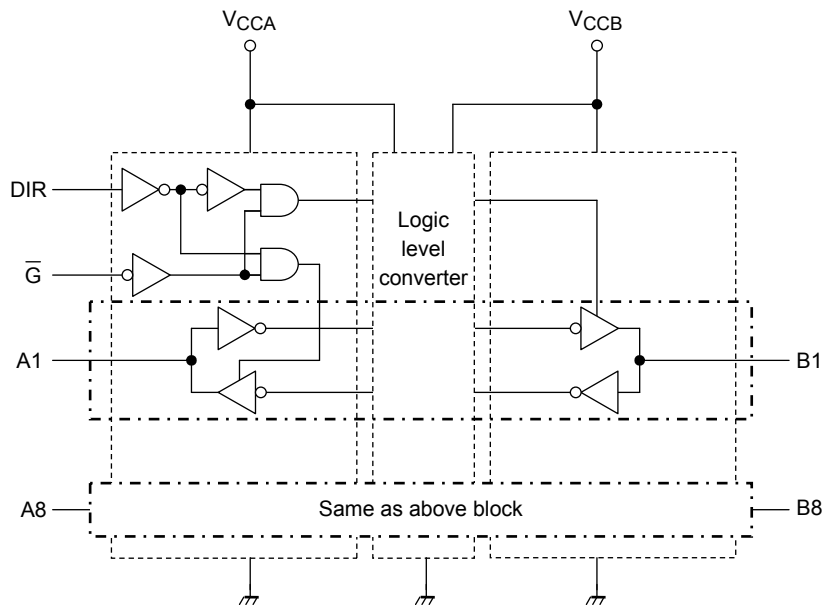 VCCA
VCCB
DIR
G̅
Logic
level
converter
A1
B1
A8
Same as above block
B8